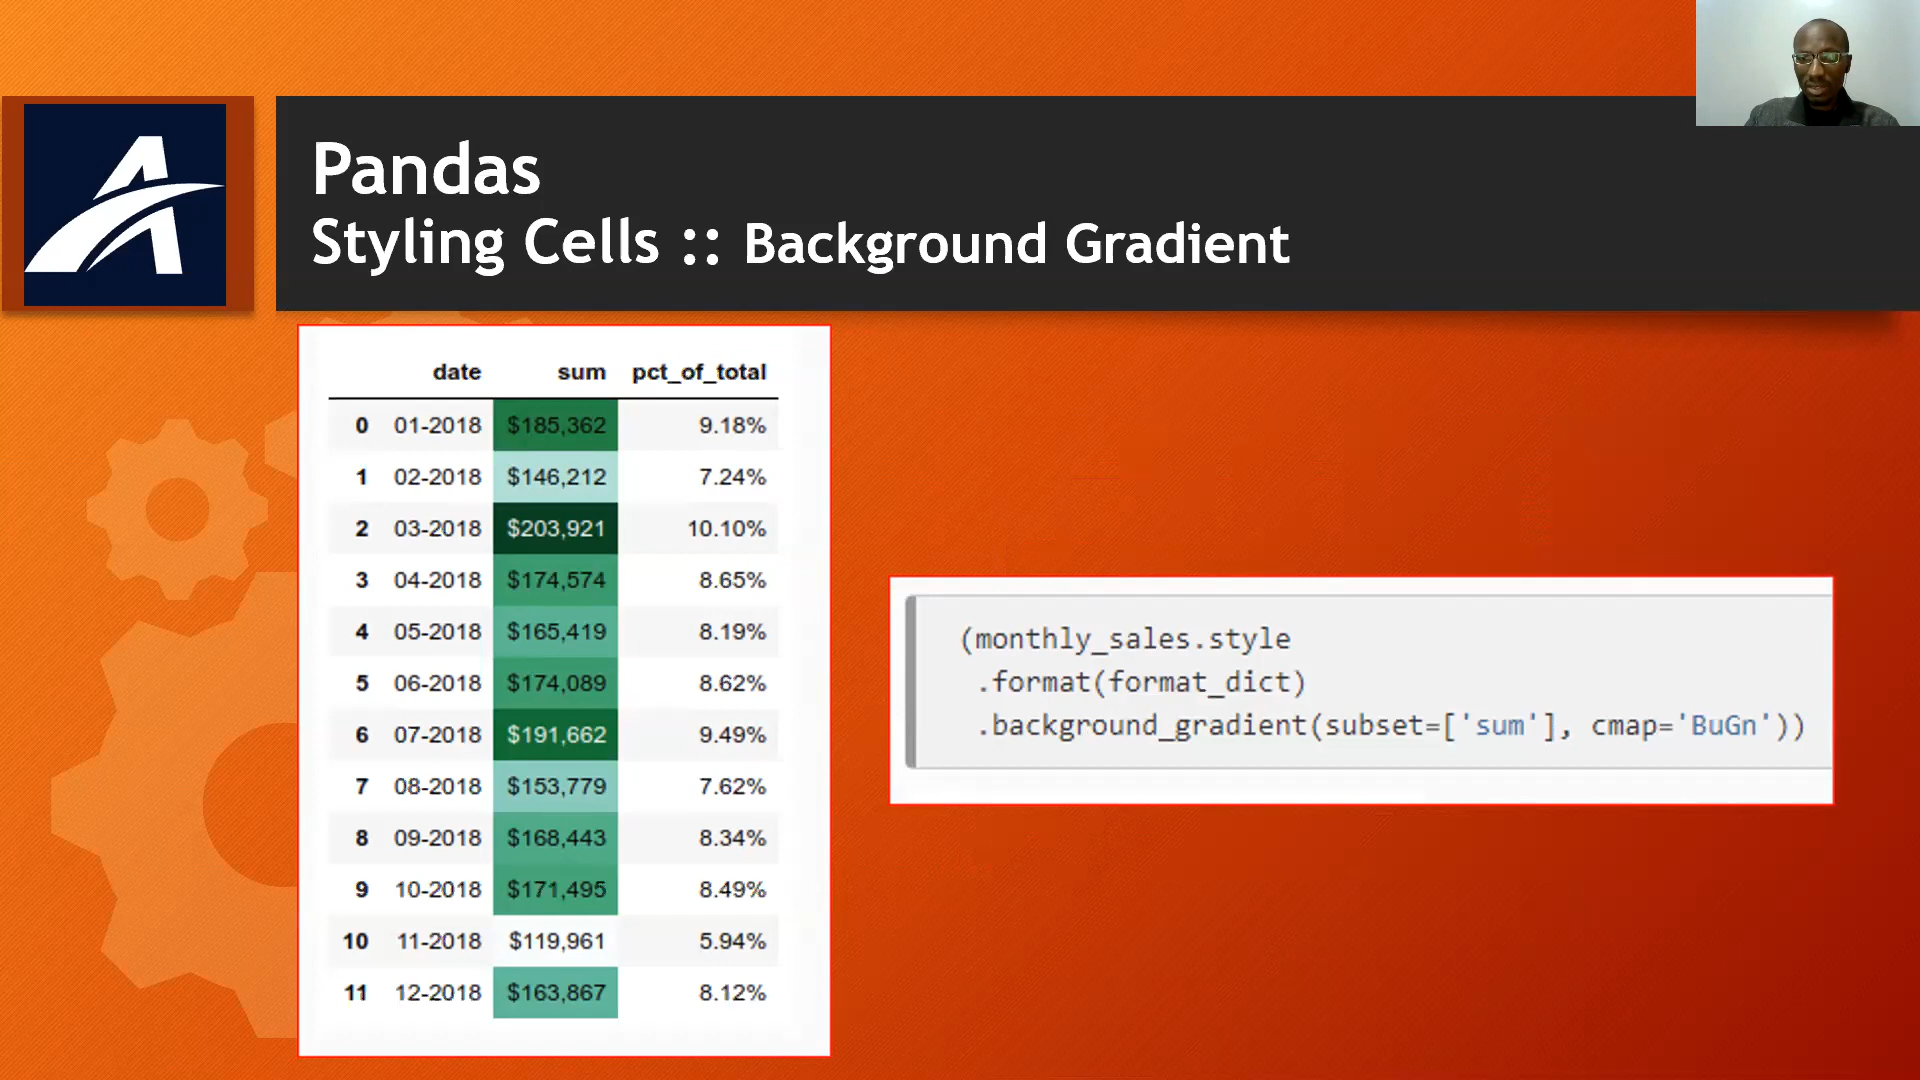 Pandas
Styling Cells :: Background Gradient
date sum pct_of_total
0 01-2018 $185,362 9.18%
1 02-2018 $146,212 7.24%
2 03-2018 $203,921 10.10%
3 04-2018 $174,574 8.65%
4 05-2018 $165,419 8.19%
5 06-2018 $174,089 8.62%
6 07-2018 $191,662 9.49%
7 08-2018 $153,779 7.62%
8 09-2018 $168,443 8.34%
9 10-2018 $171,495 8.49%
10 11-2018 $119,961 5.94%
11 12-2018 $163,867 8.12%
(monthly_sales.style
.format(format_dict)
.background_gradient(subset=['sum'], cmap='BuGn'))